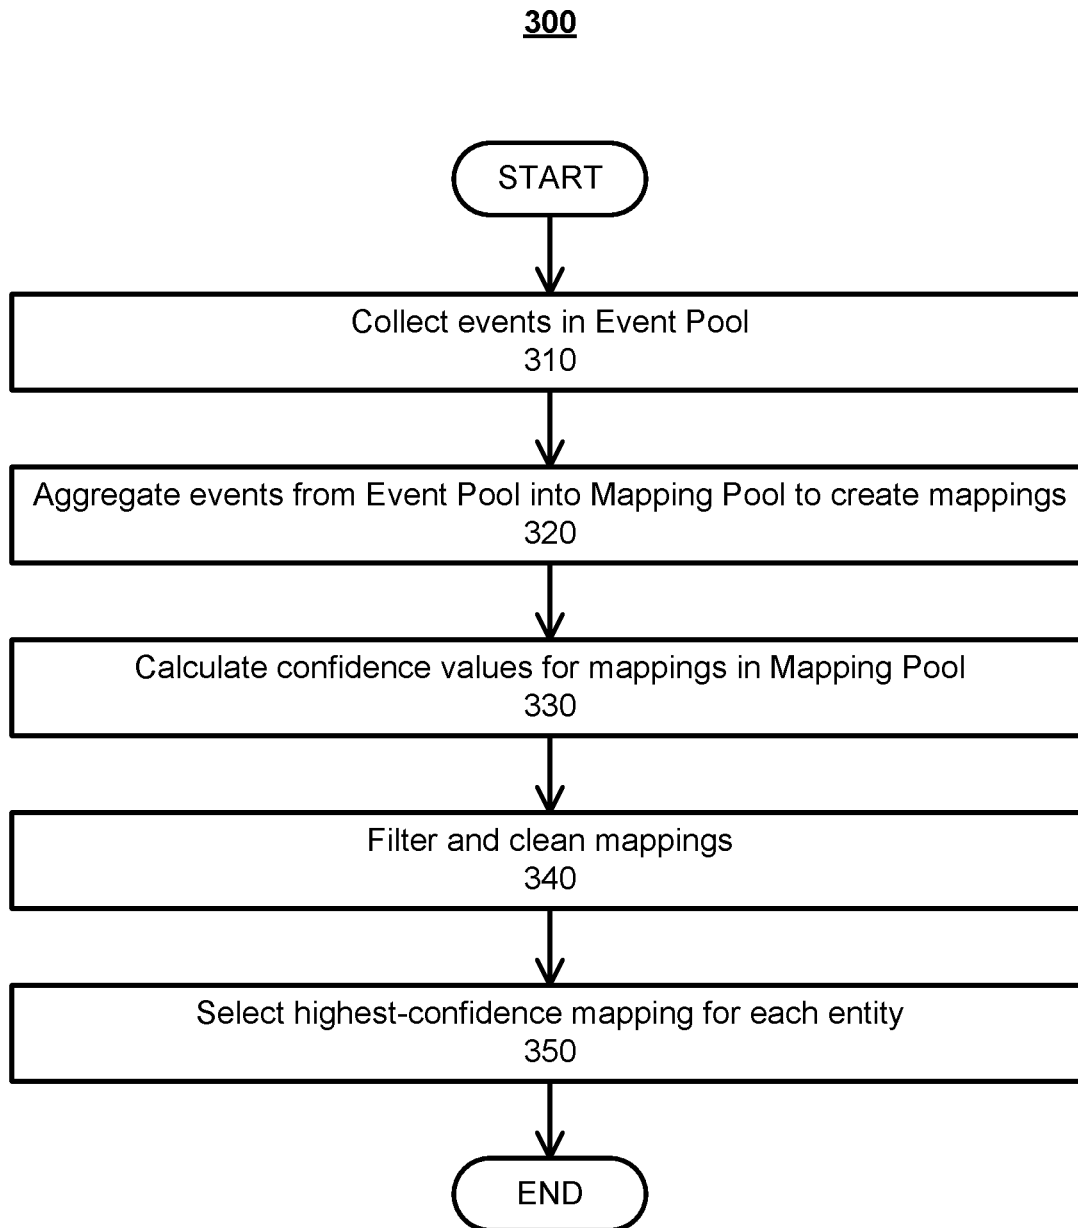 300
START
Collect events in Event Pool
310
Aggregate events from Event Pool into Mapping Pool to create mappings
320
Calculate confidence values for mappings in Mapping Pool
330
Filter and clean mappings
340
Select highest-confidence mapping for each entity
350
END